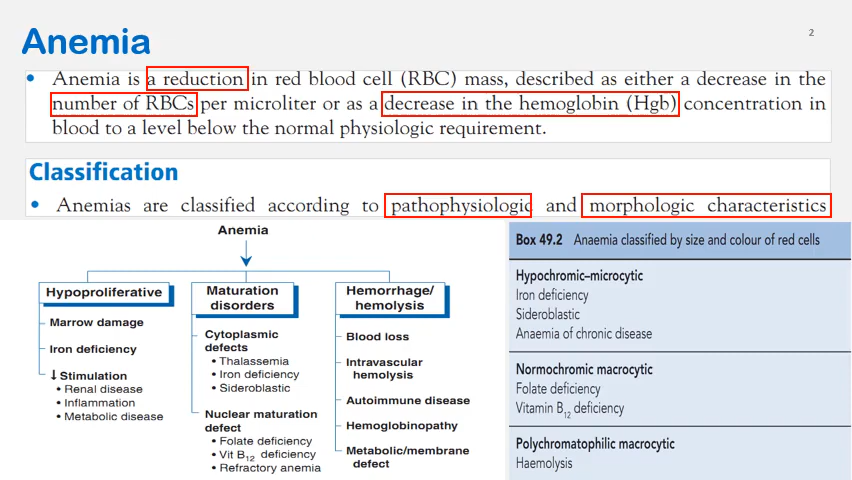 Anemia
2
• Anemia is a reduction in red blood cell (RBC) mass, described as either a decrease in the
number of RBCs per microliter or as a decrease in the hemoglobin (Hgb) concentration in
blood to a level below the normal physiologic requirement.
Classification
• Anemias are classified according to pathophysiologic and morphologic characteristics
Anemia
Hypoproliferative
Marrow damage
Iron deficiency
↓ Stimulation
• Renal disease
• Inflammation
• Metabolic disease
Maturation
disorders
Cytoplasmic
defects
• Thalassemia
• Iron deficiency
• Sideroblastic
Nuclear maturation
defect
• Folate deficiency
• Vit B12 deficiency
• Refractory anemia
Hemorrhage/
hemolysis
Blood loss
Intravascular
hemolysis
Autoimmune disease
Hemoglobinopathy
Metabolic/membrane
defect
Box 49.2 Anaemia classified by size and colour of red cells
Hypochromic–microcytic
Iron deficiency
Sideroblastic
Anaemia of chronic disease
Normochromic macrocytic
Folate deficiency
Vitamin B12 deficiency
Polychromatophilic macrocytic
Haemolysis